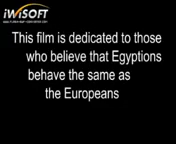 iWiSOFT
This film is dedicated to those
who believe that Egyptions
behave the same as
the Europeans